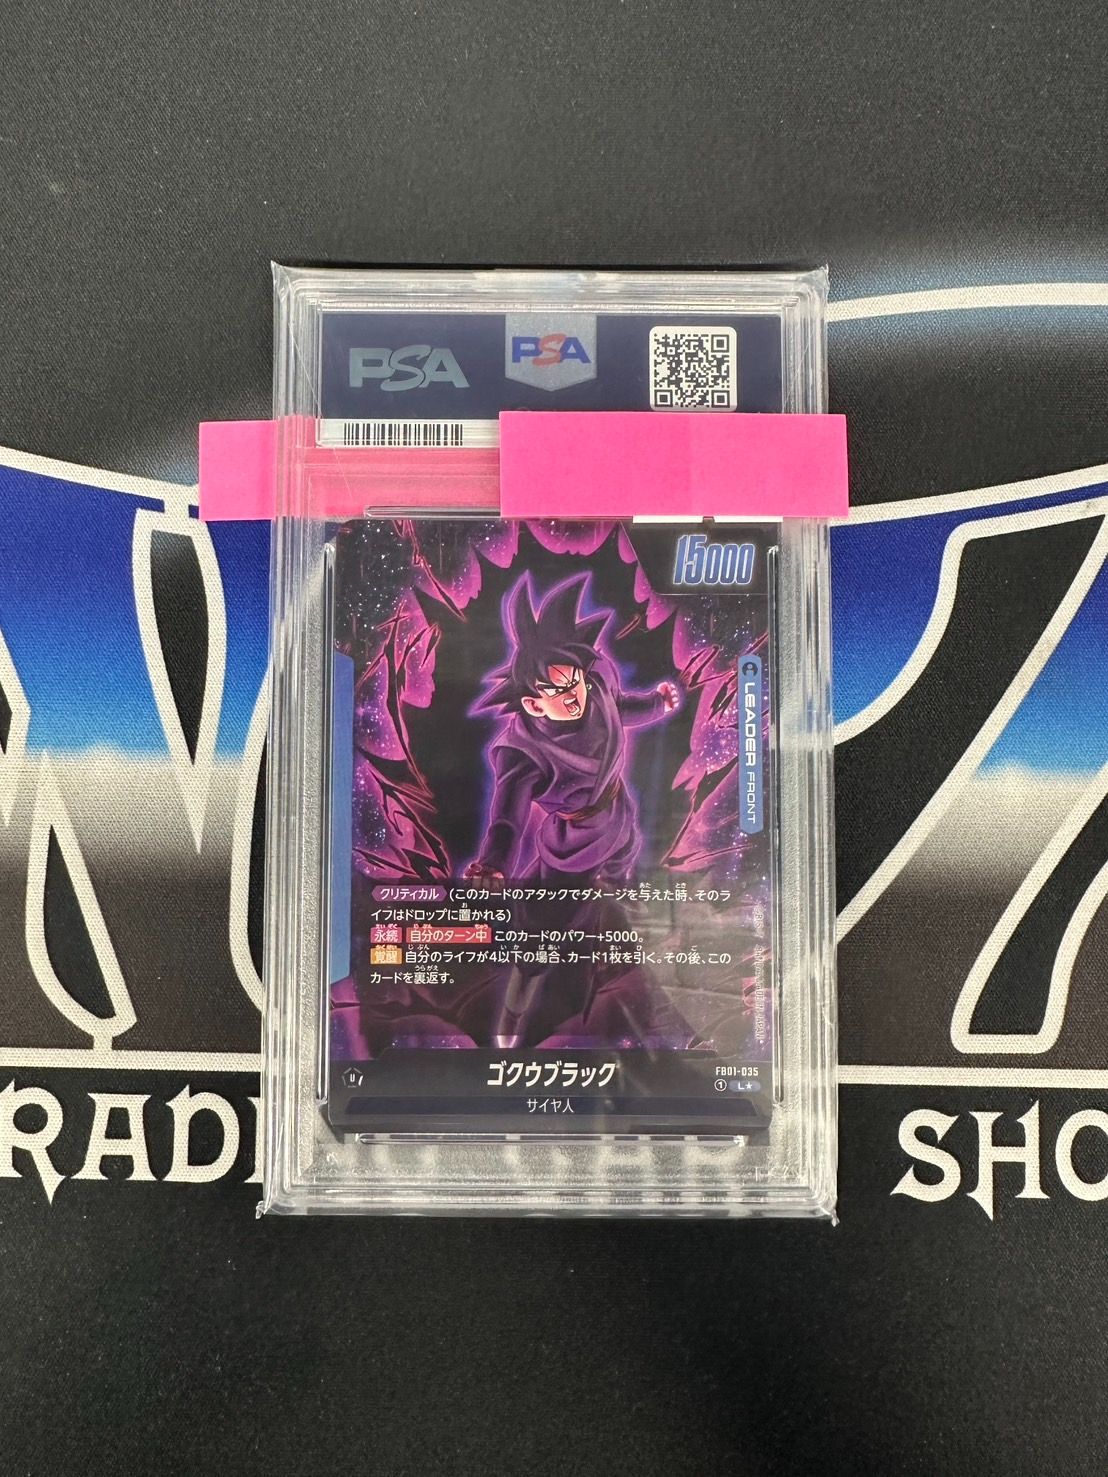 PSA
PSA
15000
LEADER FRONT
クリティカル (このカードのアタックでダメージを与えた時、そのラ
イフはドロップに置かれる)
永続 自分のターン中 このカードのパワー+5000。
覚醒 自分のライフが4以下の場合、カード1枚を引く。その後、この
カードを裏返す。
ゴクウブラック
FB01-035
U
1 L★
サイヤ人
RADI
SHO